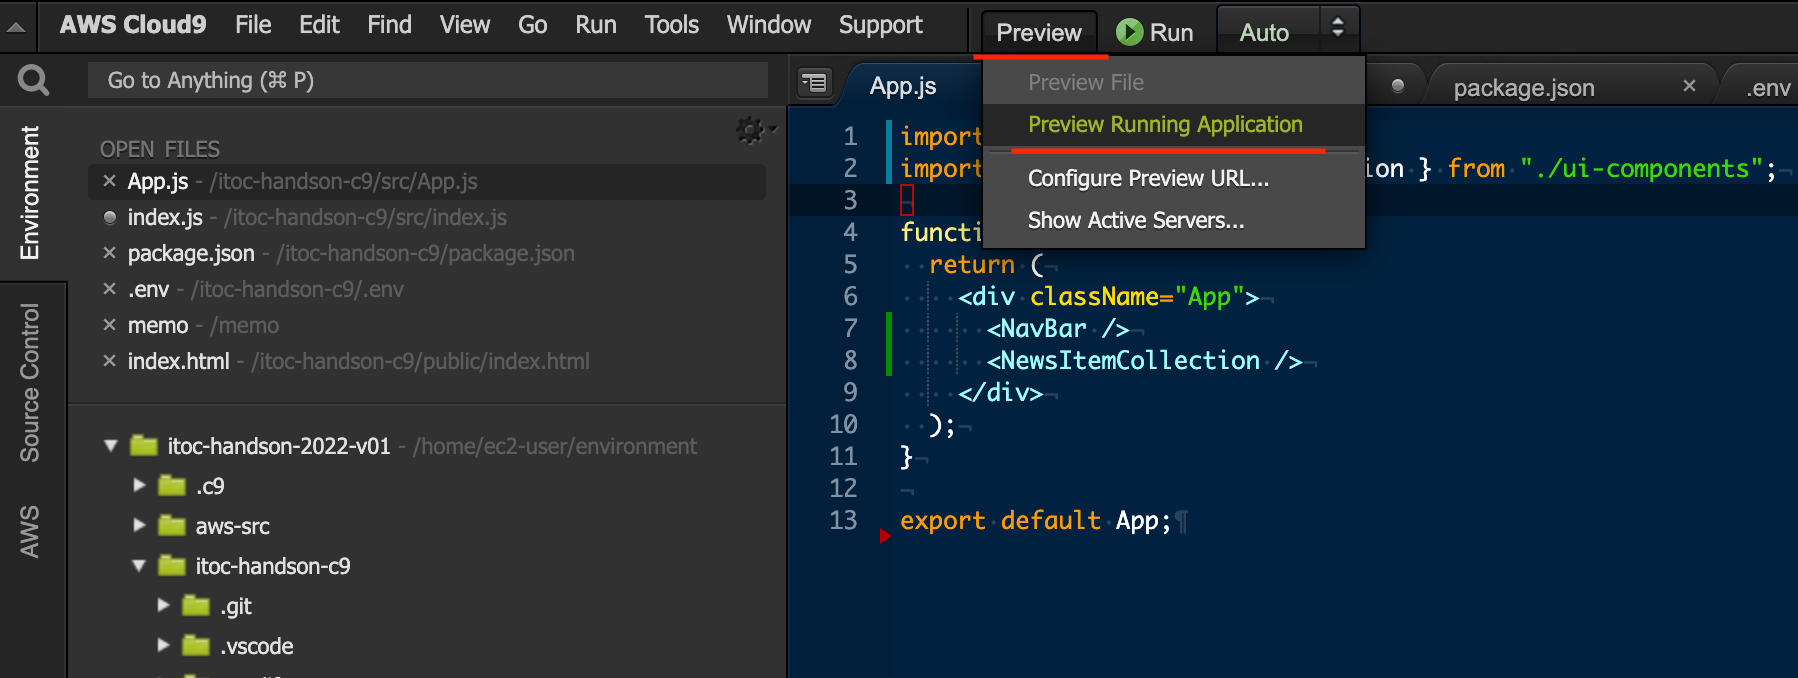 AWS Cloud9 File Edit Find View Go Run Tools Window Support Preview Run Auto
Go to Anything (⌘ P)
App.js package.json × .env
Preview File
Preview Running Application
Configure Preview URL...
Show Active Servers...
Environment
Source Control
AWS
OPEN FILES
× App.js - /itoc-handson-c9/src/App.js
index.js - /itoc-handson-c9/src/index.js
× package.json - /itoc-handson-c9/package.json
× .env - /itoc-handson-c9/.env
× memo - /memo
× index.html - /itoc-handson-c9/public/index.html
itoc-handson-2022-v01 - /home/ec2-user/environment
.c9
aws-src
itoc-handson-c9
.git
.vscode
1 import
2 import ion } from "./ui-components";
3
4 functi
5 return (
6 <div className="App">
7 <NavBar />
8 <NewsItemCollection />
9 </div>
10 );
11 }
12
13 export default App;